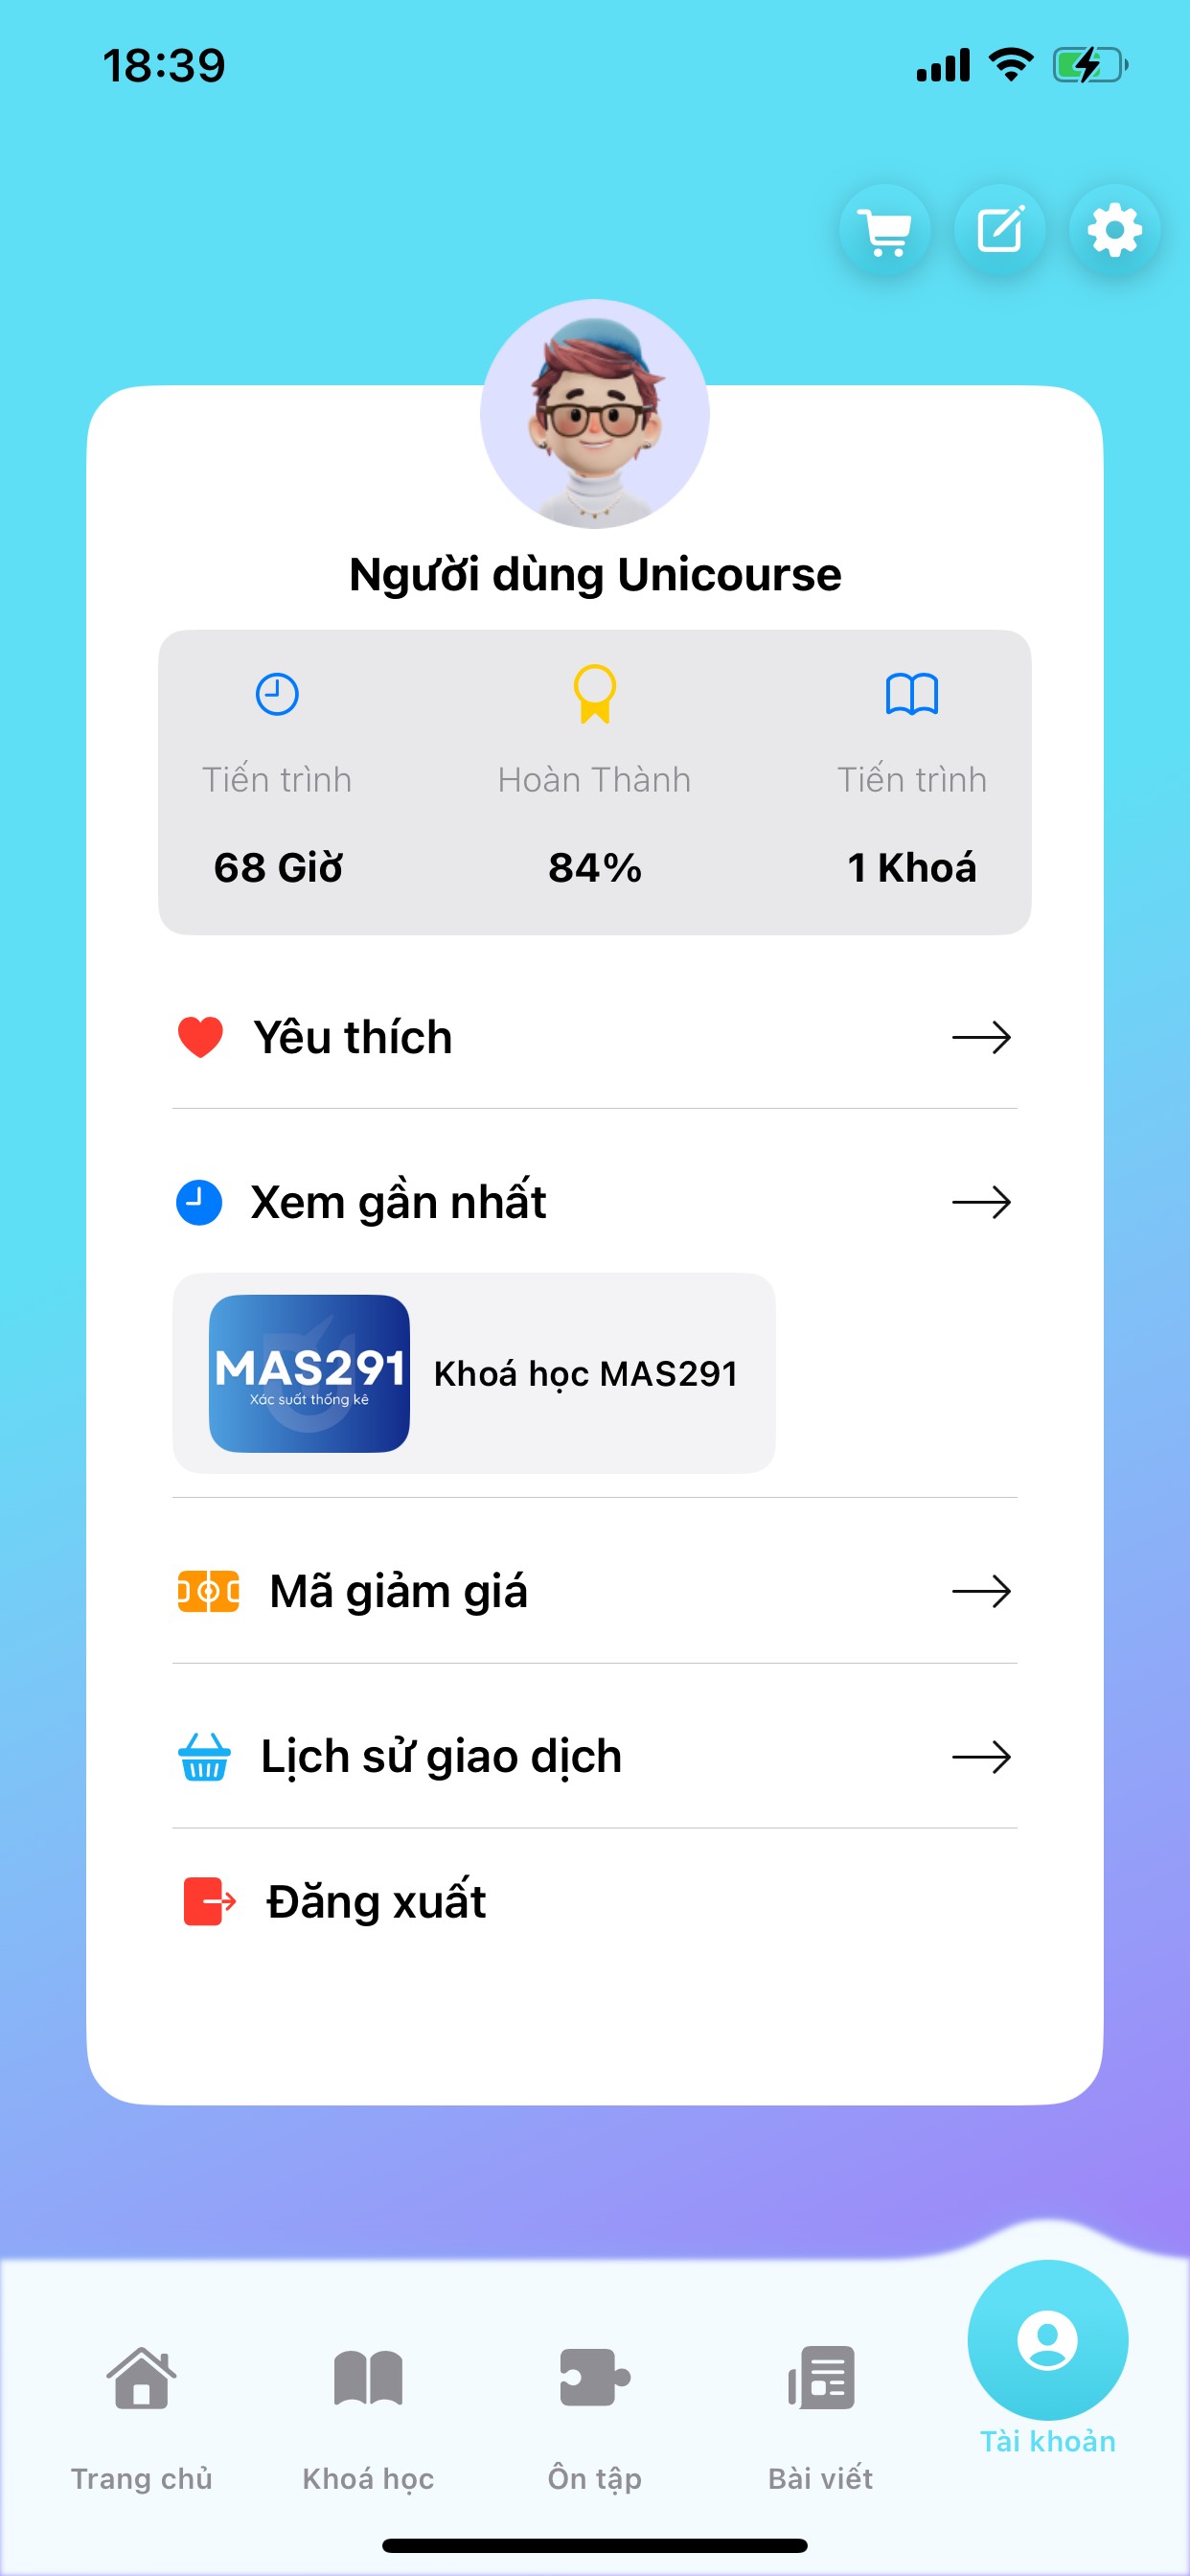 18:39
Người dùng Unicourse
Tiến trình
Hoàn Thành
Tiến trình
68 Giờ
84%
1 Khoá
Yêu thích
Xem gần nhất
MAS291
Xác suất thống kê
Khoá học MAS291
Mã giảm giá
Lịch sử giao dịch
Đăng xuất
Trang chủ
Khoá học
Ôn tập
Bài viết
Tài khoản